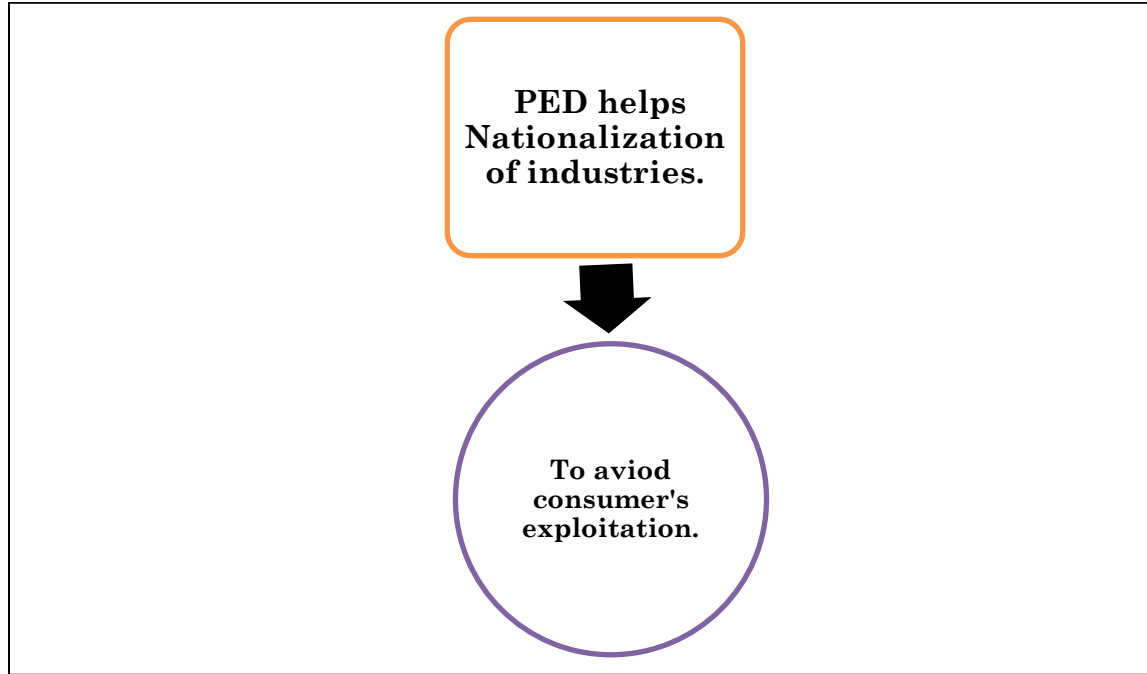 PED helps
Nationalization
of industries.
To aviod
consumer's
exploitation.